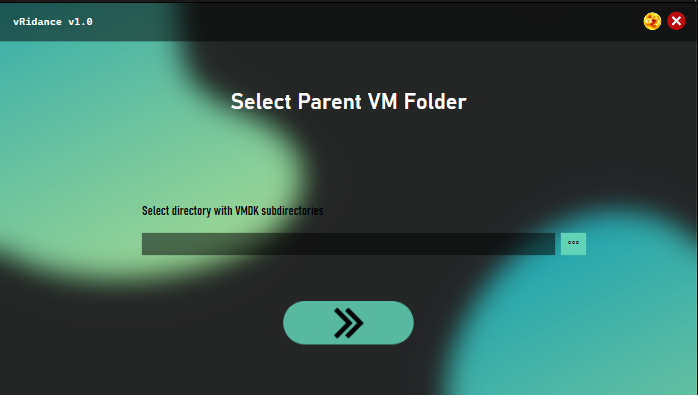 vRidance v1.0
Select Parent VM Folder
Select directory with VMDK subdirectories